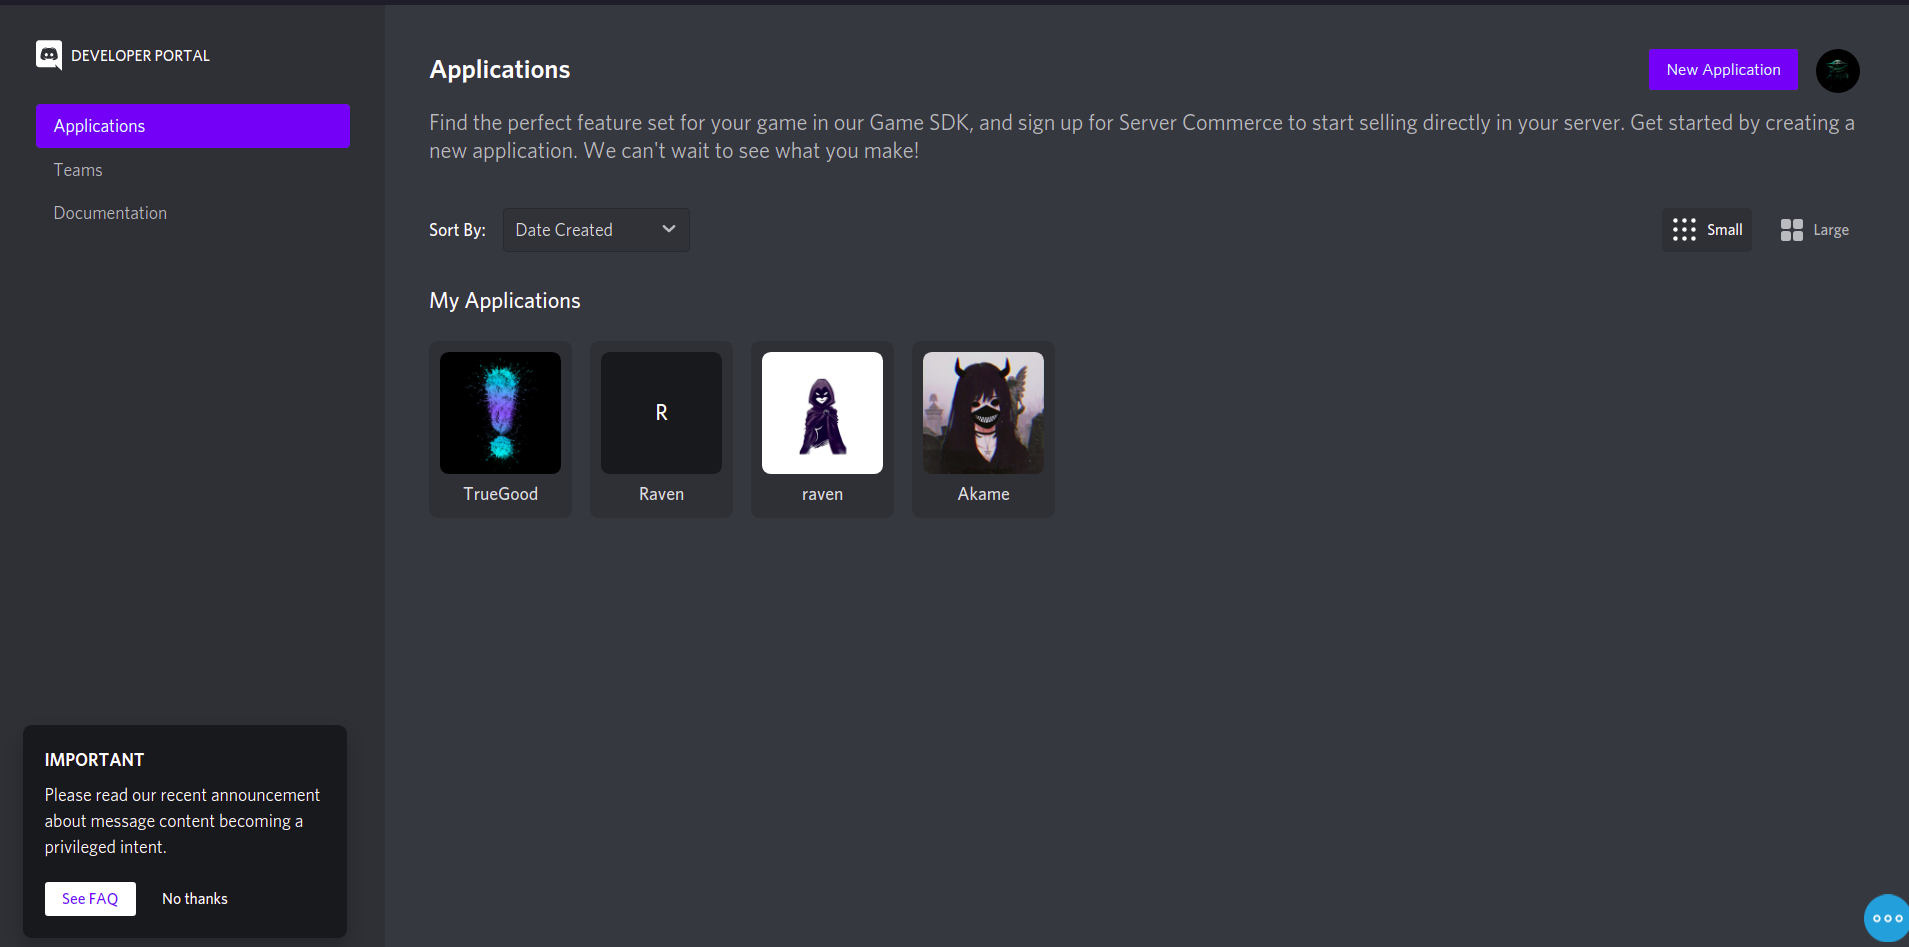 DEVELOPER PORTAL
Applications
Teams
Documentation
Applications
New Application
Find the perfect feature set for your game in our Game SDK, and sign up for Server Commerce to start selling directly in your server. Get started by creating a
new application. We can't wait to see what you make!
Sort By:
Date Created
Small
Large
My Applications
R
TrueGood
Raven
raven
Akame
IMPORTANT
Please read our recent announcement
about message content becoming a
privileged intent.
See FAQ
No thanks